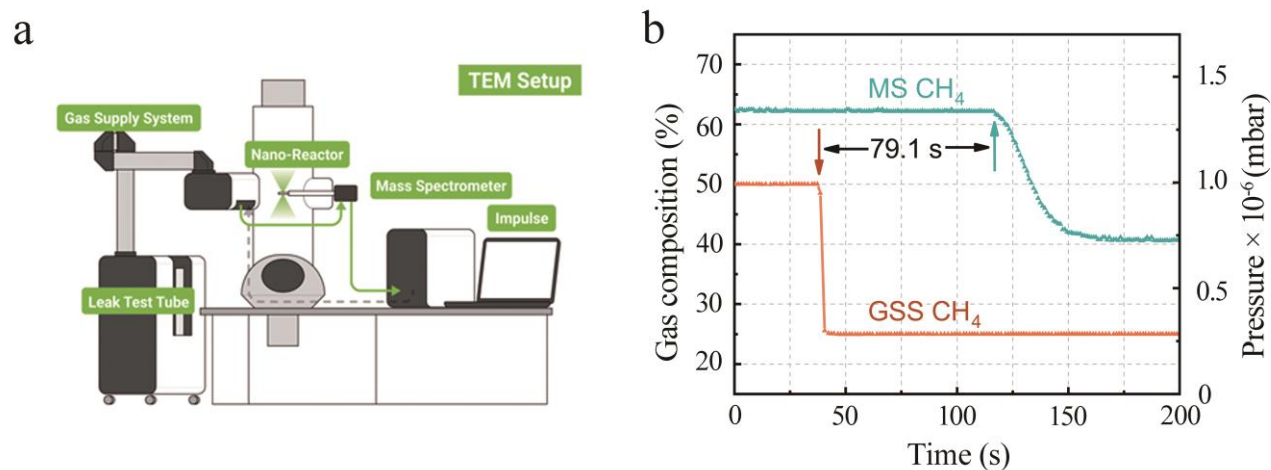 a
TEM Setup
Gas Supply System
Nano-Reactor
Mass Spectrometer
Impulse
Leak Test Tube
b
Gas composition (%)
70
60
50
40
30
20
MS CH₄
79.1 s
GSS CH₄
1.5
1.0
0.5
0
Pressure × 10⁻⁶ (mbar)
0
50
100
150
200
Time (s)